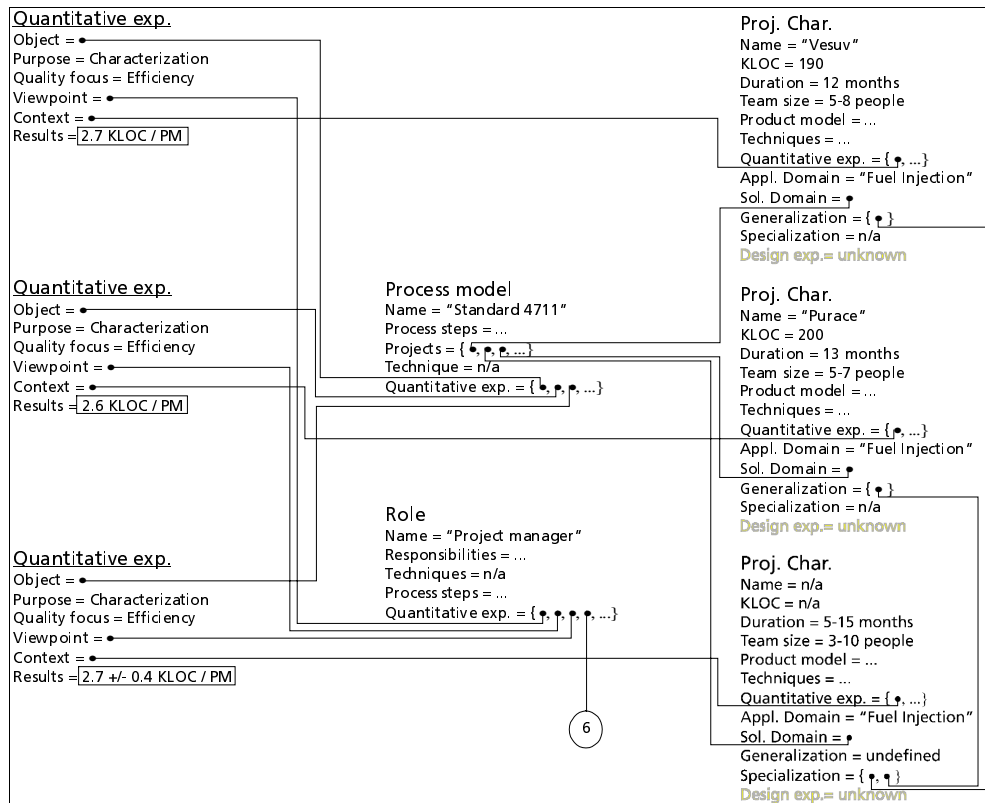 Quantitative exp.
Object =
Purpose = Characterization
Quality focus = Efficiency
Viewpoint =
Context =
Results = 2.7 KLOC / PM
Quantitative exp.
Object =
Purpose = Characterization
Quality focus = Efficiency
Viewpoint =
Context =
Results = 2.6 KLOC / PM
Quantitative exp.
Object =
Purpose = Characterization
Quality focus = Efficiency
Viewpoint =
Context =
Results = 2.7 +/- 0.4 KLOC / PM
Process model
Name = "Standard 4711"
Process steps = ...
Projects = { , , , ...}
Technique = n/a
Quantitative exp. = { , , , ...}
Role
Name = "Project manager"
Responsibilities = ...
Techniques = n/a
Process steps = ...
Quantitative exp. = { , , , , ...}
6
Proj. Char.
Name = "Vesuv"
KLOC = 190
Duration = 12 months
Team size = 5-8 people
Product model = ...
Techniques = ...
Quantitative exp. = { , ...}
Appl. Domain = "Fuel Injection"
Sol. Domain =
Generalization = { }
Specialization = n/a
Design exp.= unknown
Proj. Char.
Name = "Purace"
KLOC = 200
Duration = 13 months
Team size = 5-7 people
Product model = ...
Techniques = ...
Quantitative exp. = { , ...}
Appl. Domain = "Fuel Injection"
Sol. Domain =
Generalization = { }
Specialization = n/a
Design exp.= unknown
Proj. Char.
Name = n/a
KLOC = n/a
Duration = 5-15 months
Team size = 3-10 people
Product model = ...
Techniques = ...
Quantitative exp. = { , ...}
Appl. Domain = "Fuel Injection"
Sol. Domain =
Generalization = undefined
Specialization = { , }
Design exp.= unknown